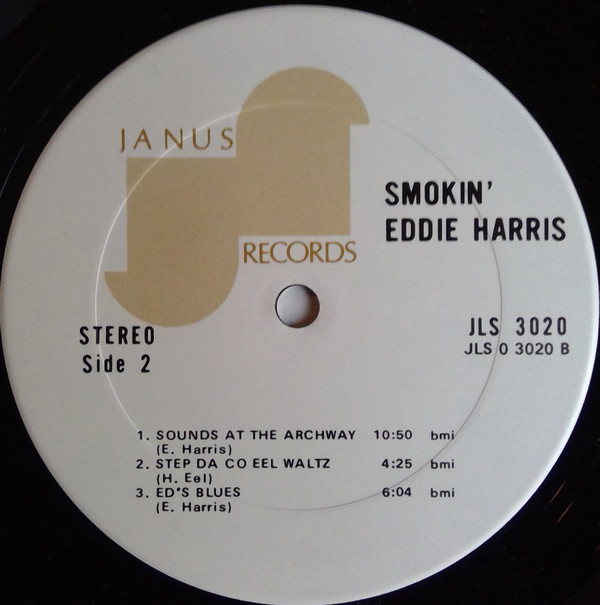 JANUS
RECORDS
SMOKIN'
EDDIE HARRIS
STEREO
Side 2
JLS 3020
JLS 0 3020 B
1. SOUNDS AT THE ARCHWAY 10:50 bmi
(E. Harris)
2. STEP DA CO EEL WALTZ 4:25 bmi
(H. Eel)
3. ED'S BLUES 6:04 bmi
(E. Harris)